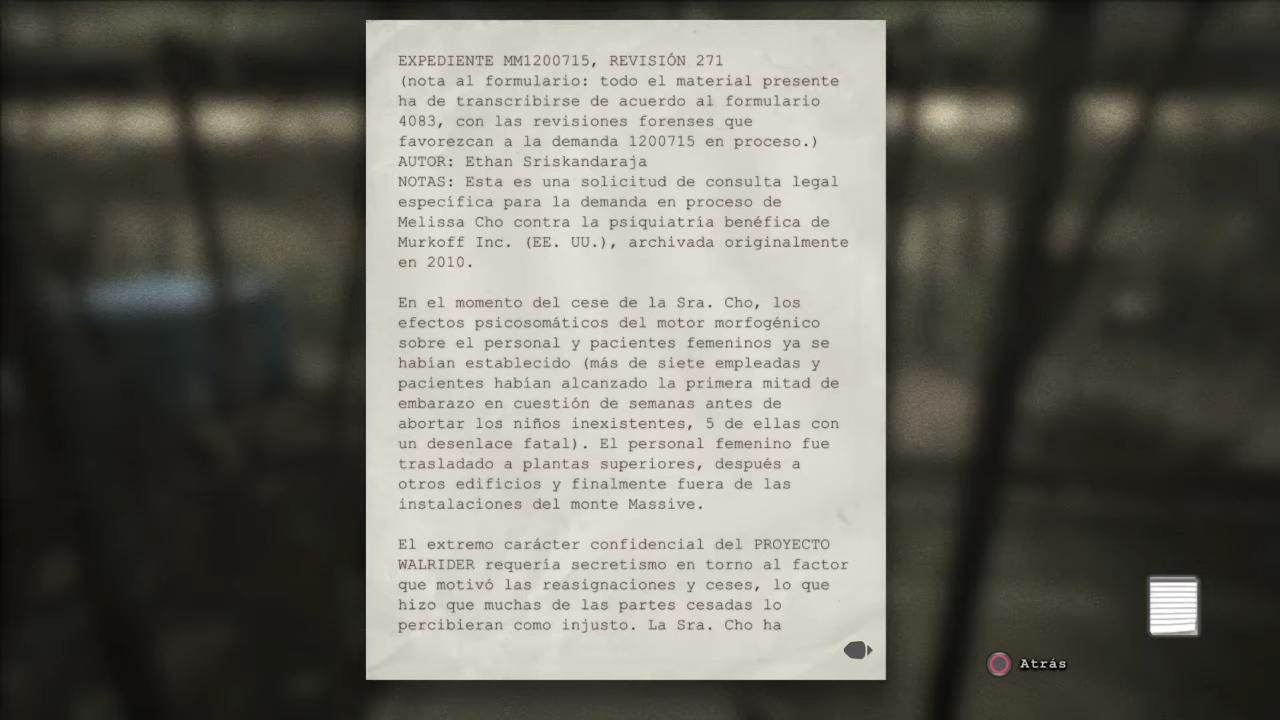 EXPEDIENTE MM1200715, REVISIÓN 271
(nota al formulario: todo el material presente
ha de transcribirse de acuerdo al formulario
4083, con las revisiones forenses que
favorezcan a la demanda 1200715 en proceso.)
AUTOR: Ethan Sriskandaraja
NOTAS: Esta es una solicitud de consulta legal
específica para la demanda en proceso de
Melissa Cho contra la psiquiatría benéfica de
Murkoff Inc. (EE. UU.), archivada originalmente
en 2010.

En el momento del cese de la Sra. Cho, los
efectos psicosomáticos del motor morfogénico
sobre el personal y pacientes femeninos ya se
habían establecido (más de siete empleadas y
pacientes habían alcanzado la primera mitad de
embarazo en cuestión de semanas antes de
abortar los niños inexistentes, 5 de ellas con
un desenlace fatal). El personal femenino fue
trasladado a plantas superiores, después a
otros edificios y finalmente fuera de las
instalaciones del monte Massive.

El extremo carácter confidencial del PROYECTO
WALRIDER requería secretismo en torno al factor
que motivó las reasignaciones y ceses, lo que
hizo que muchas de las partes cesadas lo
percibieran como injusto. La Sra. Cho ha
Atrás